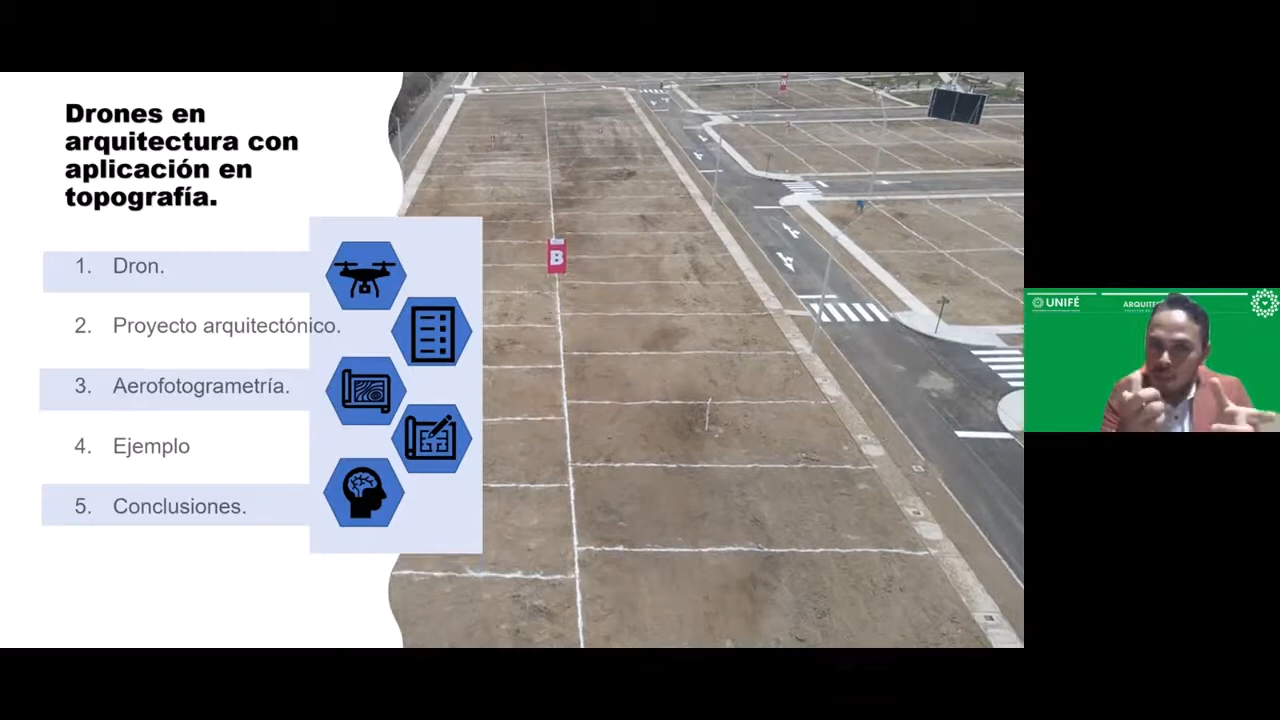 Drones en
arquitectura con
aplicación en
topografía.
1. Dron.
2. Proyecto arquitectónico.
3. Aerofotogrametría.
4. Ejemplo
5. Conclusiones.
B
UNIFÉ